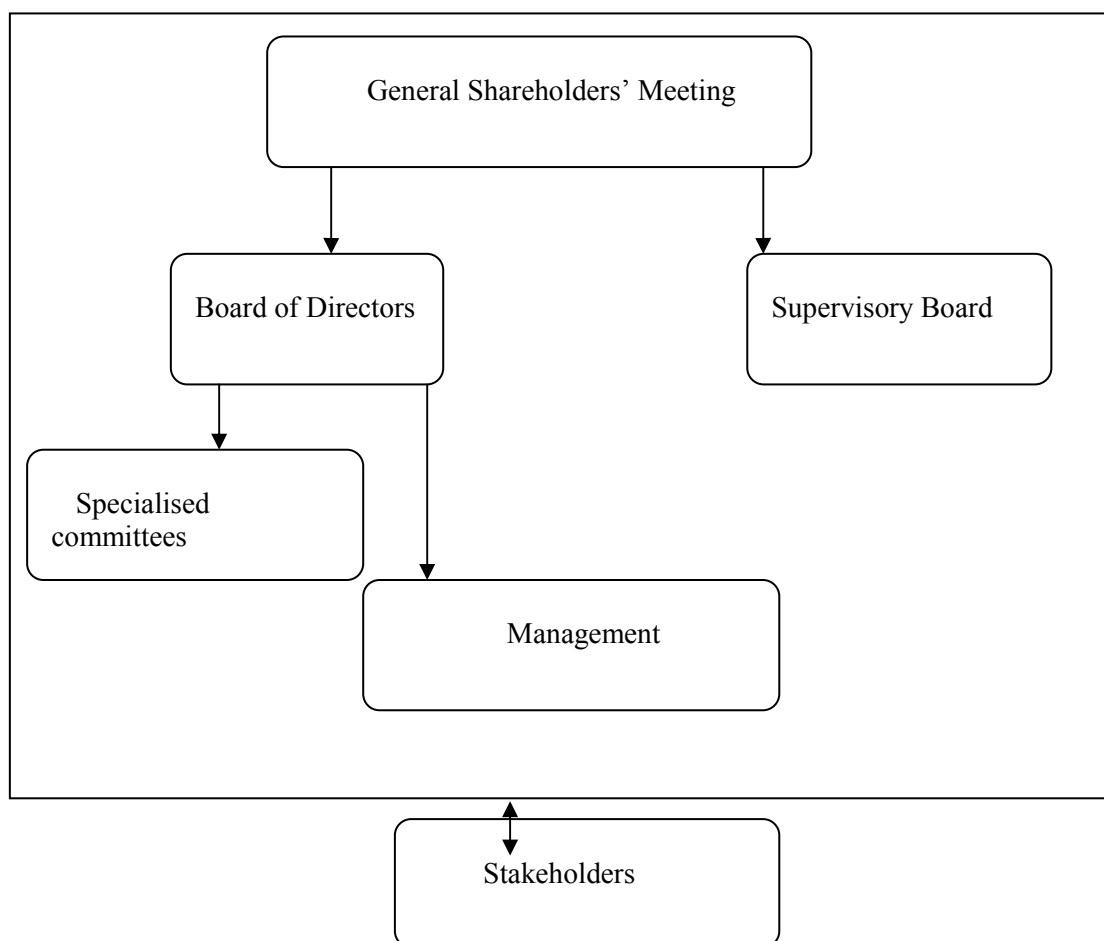 General Shareholders’ Meeting
Board of Directors
Supervisory Board
Specialised
committees
Management
Stakeholders